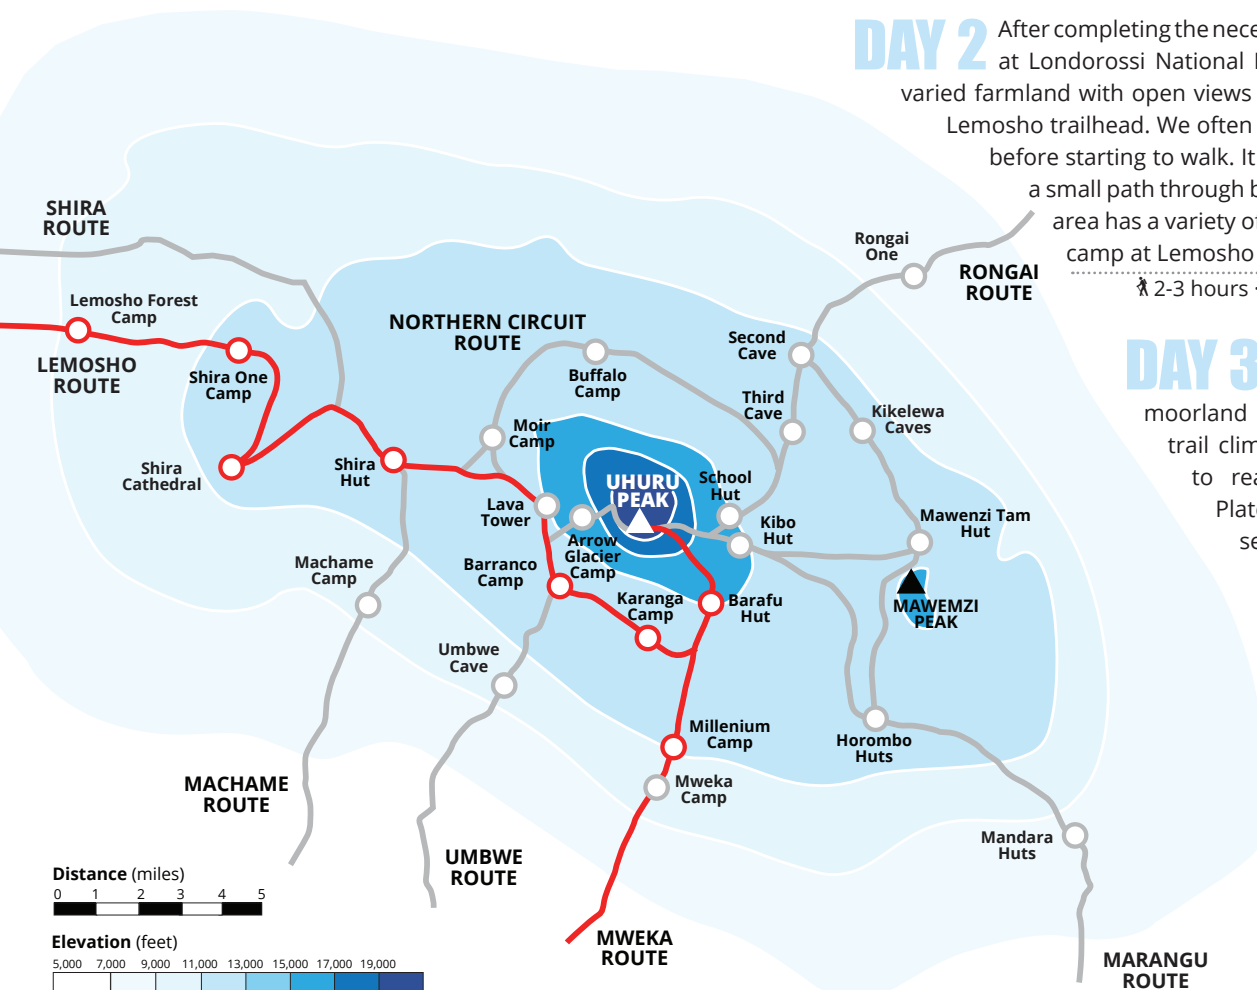 DAY 2 After completing the nece
at Londorossi National
varied farmland with open views
Lemosho trailhead. We often
before starting to walk. It
a small path through b
area has a variety of
camp at Lemosho
2-3 hours
DAY 3
moorland
trail clim
to rea
Plat
se
SHIRA
ROUTE
Lemosho Forest
Camp
LEMOSHO
ROUTE
Shira One
Camp
Shira
Cathedral
Shira
Hut
NORTHERN CIRCUIT
ROUTE
Buffalo
Camp
Moir
Camp
Lava
Tower
Arrow
Glacier
Camp
UHURU
PEAK
School
Hut
Kibo
Hut
Second
Cave
Third
Cave
Rongai
One
RONGAI
ROUTE
Kikelewa
Caves
Mawenzi Tarn
Hut
MAWEMZI
PEAK
Machame
Camp
Barranco
Camp
Karanga
Camp
Barafu
Hut
Umbwe
Cave
Millenium
Camp
Mweka
Camp
Horombo
Huts
Mandara
Huts
MACHAME
ROUTE
UMBWE
ROUTE
MWEKA
ROUTE
MARANGU
ROUTE
Distance (miles)
0 1 2 3 4 5
Elevation (feet)
5,000 7,000 9,000 11,000 13,000 15,000 17,000 19,000